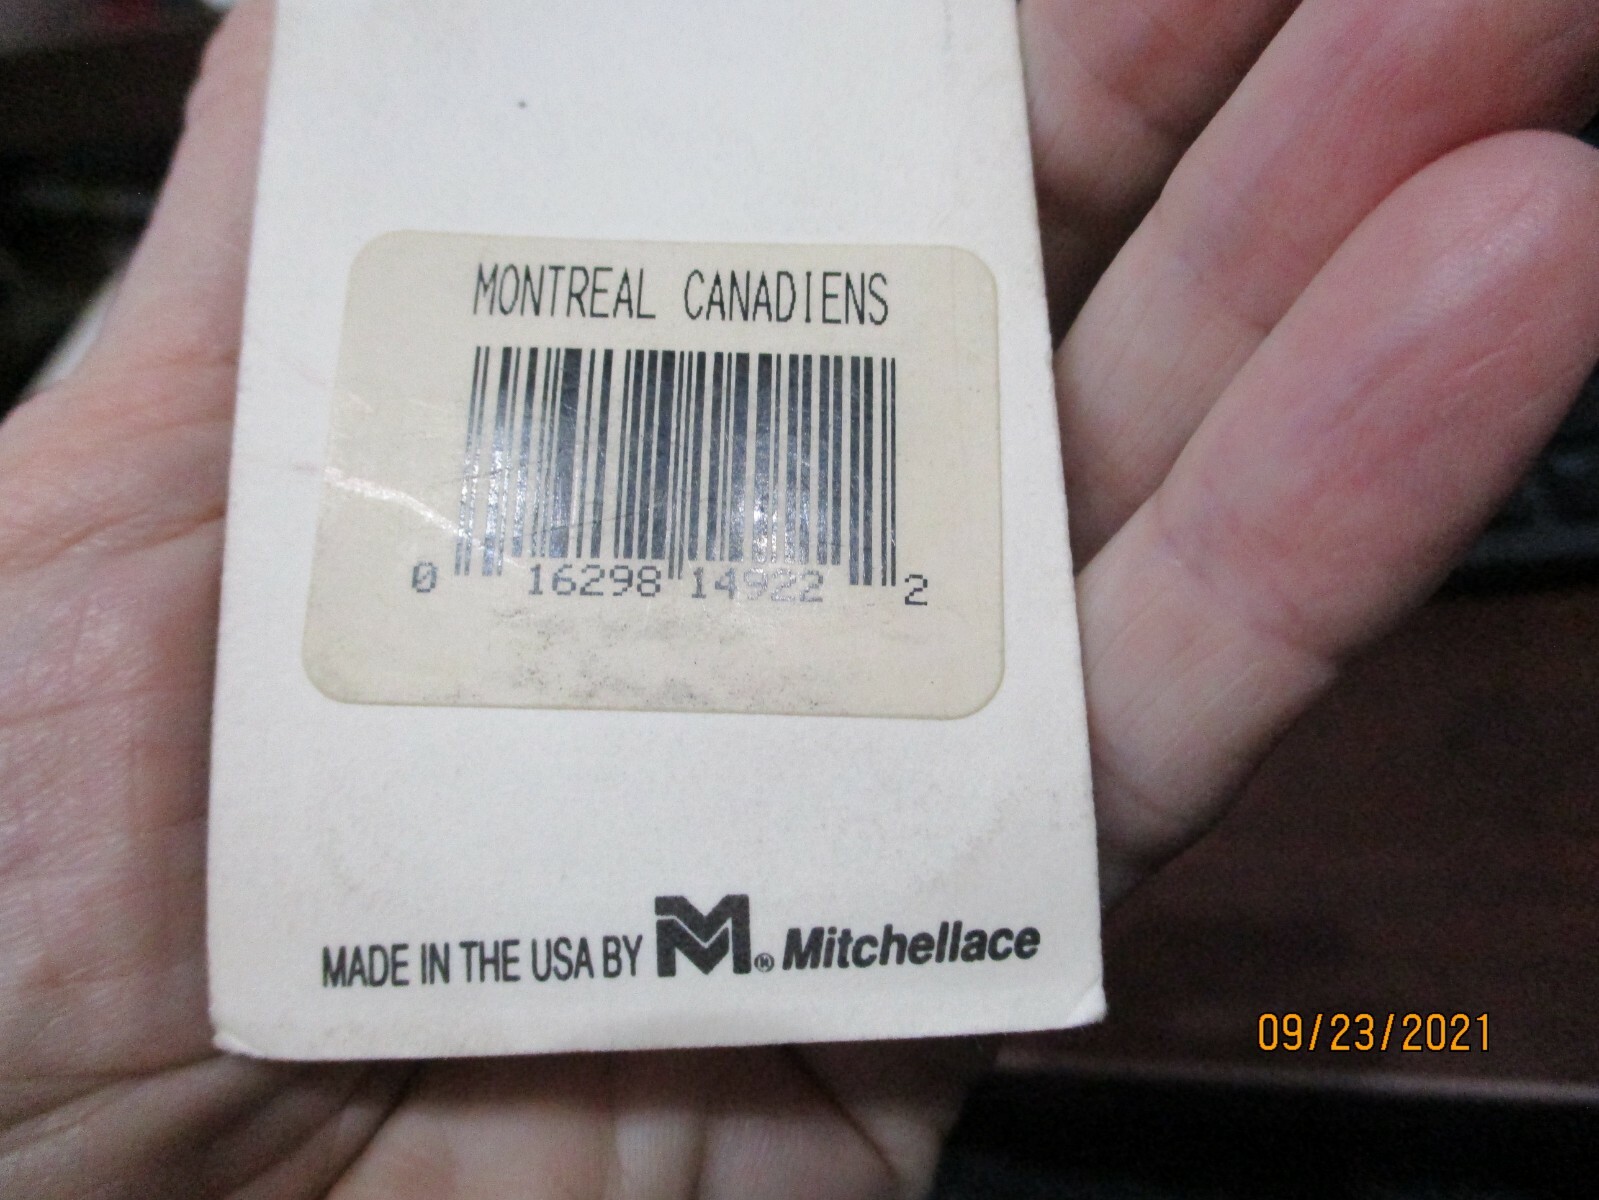 MONTREAL CANADIENS
0 16298 14922 2
MADE IN THE USA BY M® Mitchellace
09/23/2021